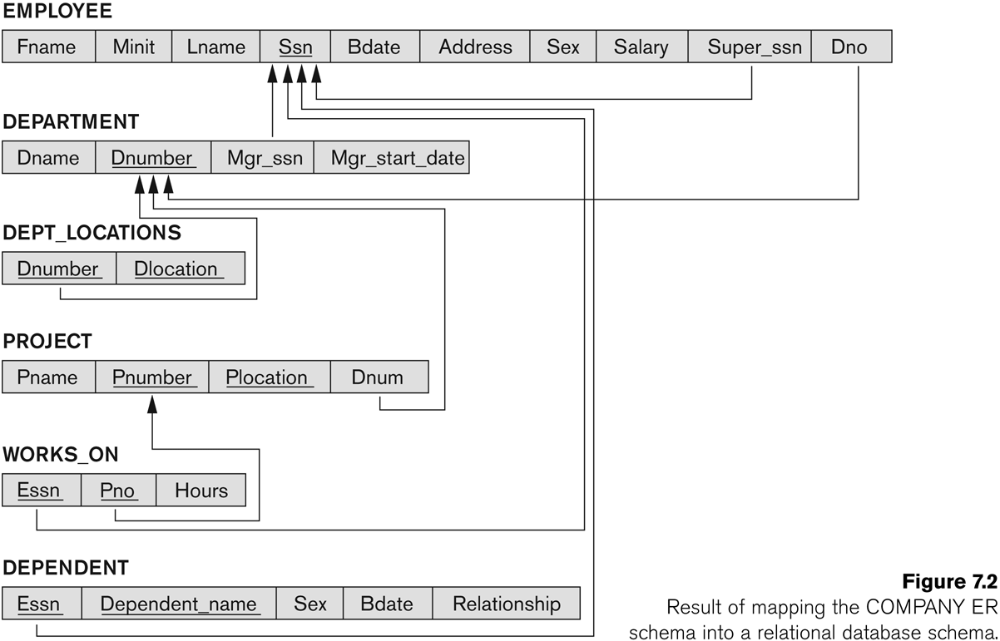 EMPLOYEE
Fname Minit Lname Ssn Bdate Address Sex Salary Super_ssn Dno
DEPARTMENT
Dname Dnumber Mgr_ssn Mgr_start_date
DEPT_LOCATIONS
Dnumber Dlocation
PROJECT
Pname Pnumber Plocation Dnum
WORKS_ON
Essn Pno Hours
DEPENDENT
Essn Dependent_name Sex Bdate Relationship
Figure 7.2
Result of mapping the COMPANY ER
schema into a relational database schema.